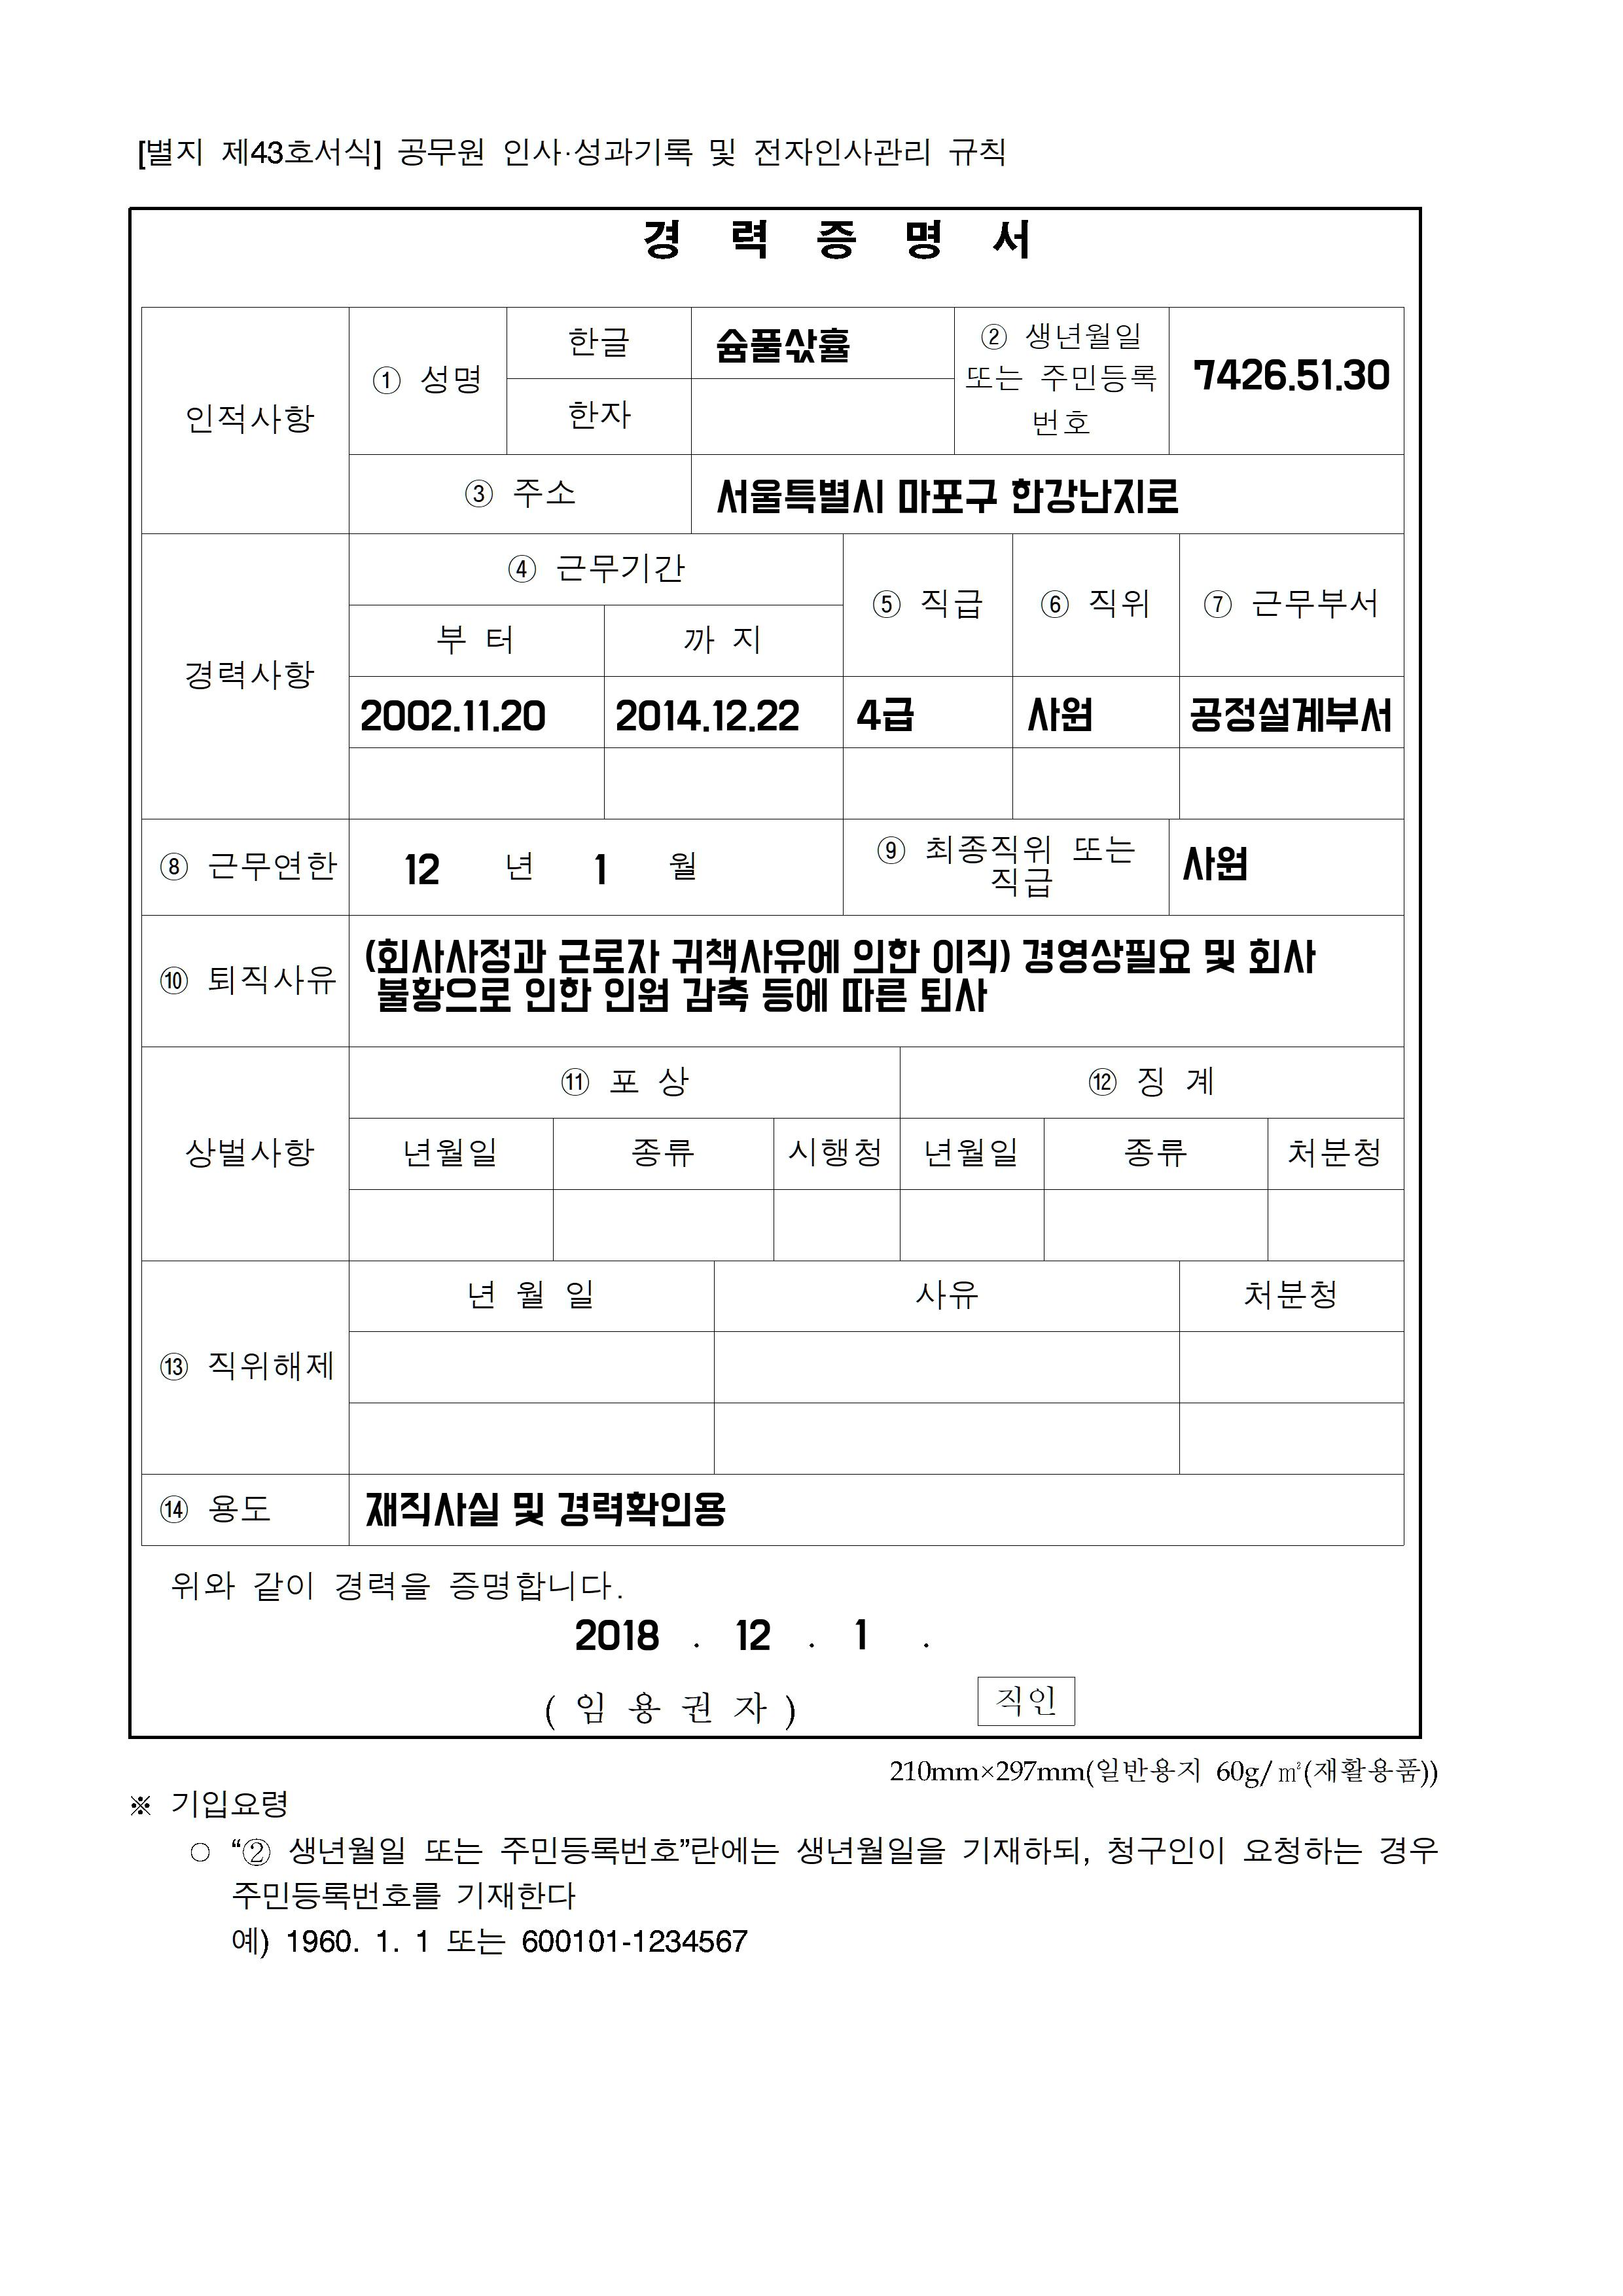 [별지 제43호서식] 공무원 인사·성과기록 및 전자인사관리 규칙
경 력 증 명 서
인적사항
① 성명
한글
슘풀삯휼
② 생년월일
또는 주민등록
번호
7426.51.30
한자
③ 주소
서울특별시 마포구 한강난지로
경력사항
④ 근무기간
⑤ 직급
⑥ 직위
⑦ 근무부서
부 터
까 지
2002.11.20
2014.12.22
4급
사원
공정설계부서
⑧ 근무연한
12 년 1 월
⑨ 최종직위 또는
직급
사원
⑩ 퇴직사유
(회사사정과 근로자 귀책사유에 의한 이직) 경영상필요 및 회사
불황으로 인한 인원 감축 등에 따른 퇴사
상벌사항
⑪ 포 상
⑫ 징 계
년월일
종류
시행청
년월일
종류
처분청
⑬ 직위해제
년 월 일
사유
처분청
⑭ 용도
재직사실 및 경력확인용
위와 같이 경력을 증명합니다.
2018 . 12 . 1 .
( 임 용 권 자 )
직인
210mm×297mm(일반용지 60g/㎡(재활용품))
※ 기입요령
○ “② 생년월일 또는 주민등록번호”란에는 생년월일을 기재하되, 청구인이 요청하는 경우
주민등록번호를 기재한다
예) 1960. 1. 1 또는 600101-1234567